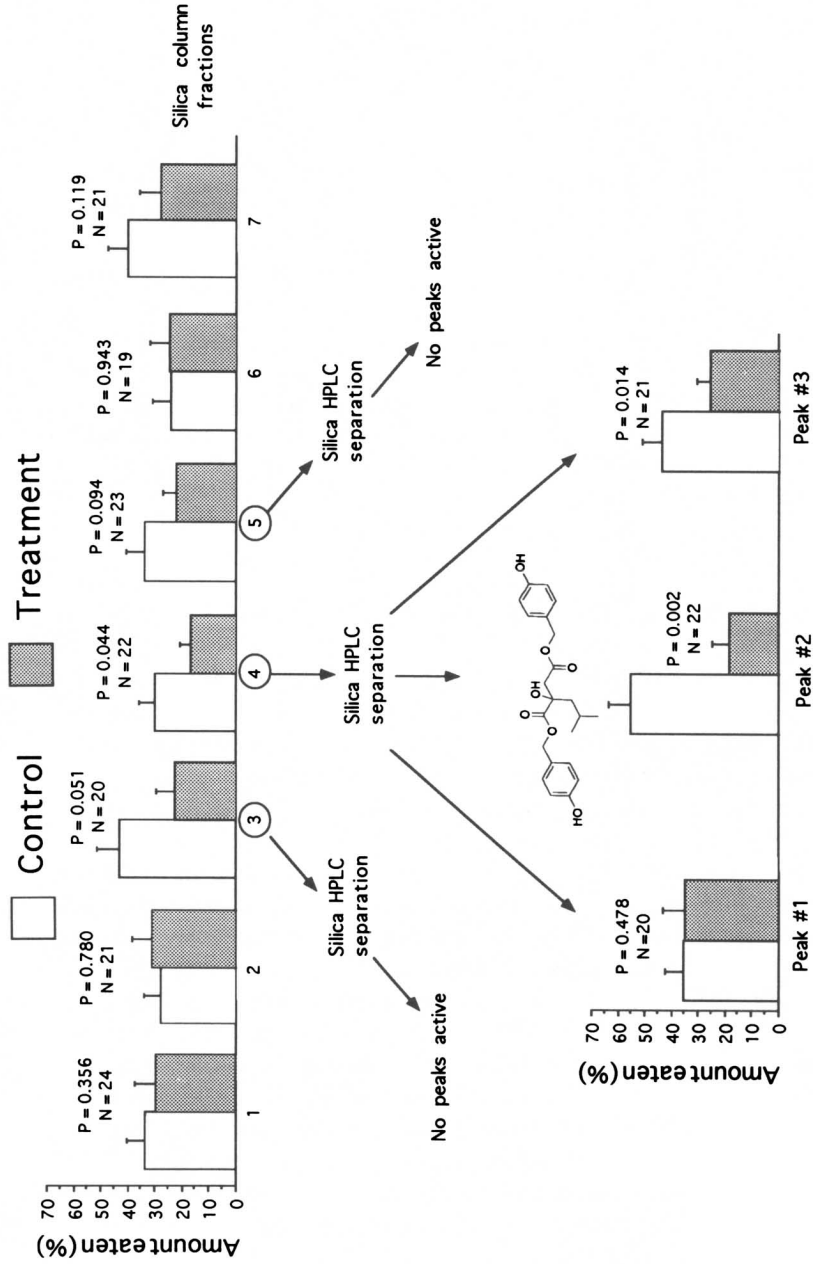 Control
Treatment
Amount eaten (%)
70
60
50
40
30
20
10
0
P = 0.356
N = 24
P = 0.780
N = 21
P = 0.051
N = 20
P = 0.044
N = 22
P = 0.094
N = 23
P = 0.943
N = 19
P = 0.119
N = 21
1
2
3
4
5
6
7
Silica column
fractions
Silica HPLC
separation
No peaks active
Silica HPLC
separation
Silica HPLC
separation
No peaks active
HO
O
O
OH
O
O
OH
Amount eaten (%)
70
60
50
40
30
20
10
0
P = 0.478
N=20
P = 0.002
N = 22
P = 0.014
N = 21
Peak #1
Peak #2
Peak #3